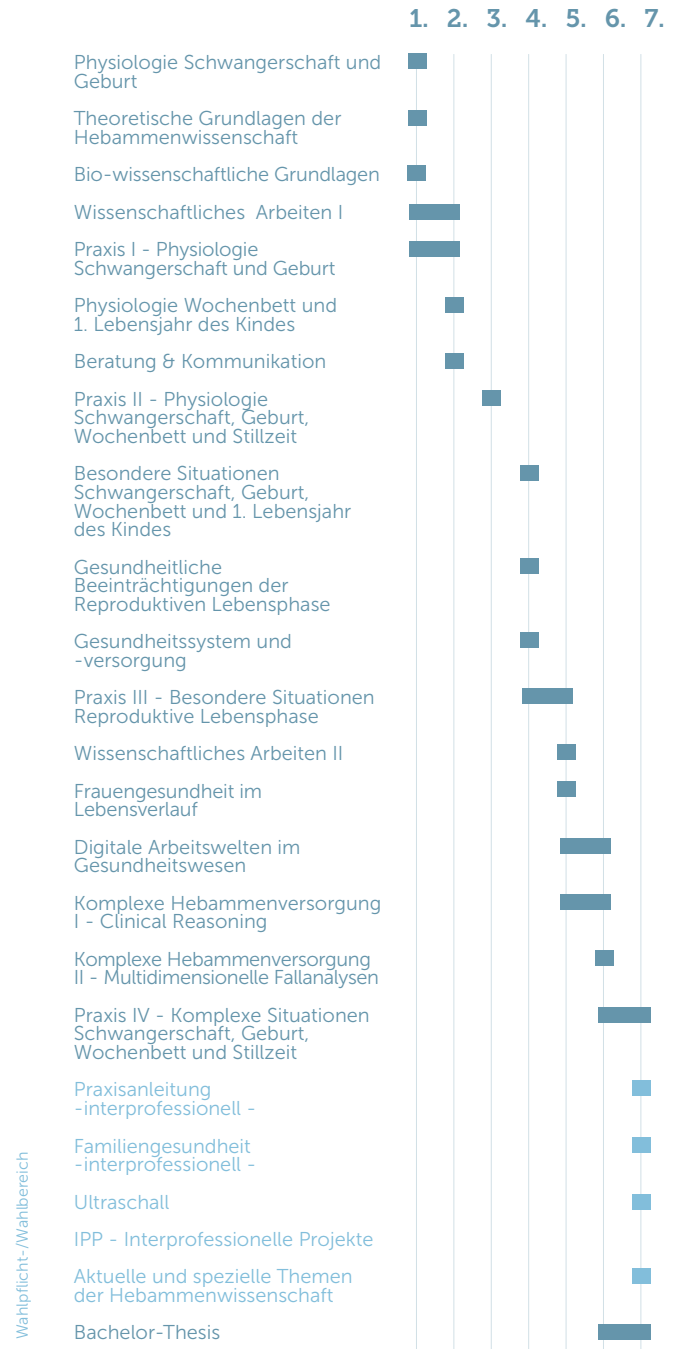 1. 2. 3. 4. 5. 6. 7.
Physiologie Schwangerschaft und
Geburt
Theoretische Grundlagen der
Hebammenwissenschaft
Bio-wissenschaftliche Grundlagen
Wissenschaftliches Arbeiten I
Praxis I - Physiologie
Schwangerschaft und Geburt
Physiologie Wochenbett und
1. Lebensjahr des Kindes
Beratung & Kommunikation
Praxis II - Physiologie
Schwangerschaft, Geburt,
Wochenbett und Stillzeit
Besondere Situationen
Schwangerschaft, Geburt,
Wochenbett und 1. Lebensjahr
des Kindes
Gesundheitliche
Beeinträchtigungen der
Reproduktiven Lebensphase
Gesundheitssystem und
-versorgung
Praxis III - Besondere Situationen
Reproduktive Lebensphase
Wissenschaftliches Arbeiten II
Frauengesundheit im
Lebensverlauf
Digitale Arbeitswelten im
Gesundheitswesen
Komplexe Hebammenversorgung
I - Clinical Reasoning
Komplexe Hebammenversorgung
II - Multidimensionelle Fallanalysen
Praxis IV - Komplexe Situationen
Schwangerschaft, Geburt,
Wochenbett und Stillzeit
Praxisanleitung
-interprofessionell -
Familiengesundheit
-interprofessionell -
Ultraschall
IPP - Interprofessionelle Projekte
Aktuelle und spezielle Themen
der Hebammenwissenschaft
Bachelor-Thesis
Wahlpflicht-/Wahlbereich